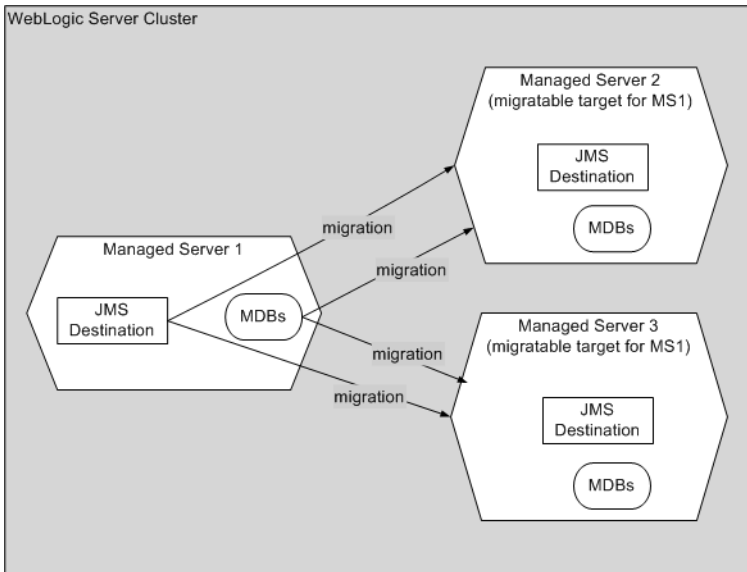 WebLogic Server Cluster
Managed Server 1
JMS
Destination
MDBs
migration
migration
migration
migration
Managed Server 2
(migratable target for MS1)
JMS
Destination
MDBs
Managed Server 3
(migratable target for MS1)
JMS
Destination
MDBs